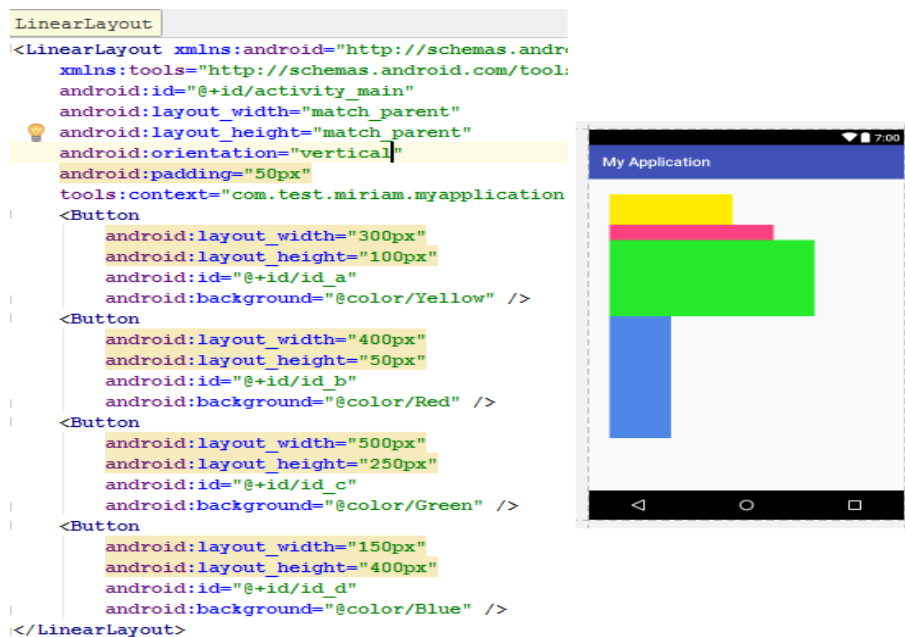 LinearLayout
<LinearLayout xmlns:android="http://schemas.andr
xmlns:tools="http://schemas.android.com/tool
android:id="@+id/activity_main"
android:layout_width="match_parent"
android:layout_height="match_parent"
android:orientation="vertical"
android:padding="50px"
tools:context="com.test.miriam.myapplication
<Button
android:layout_width="300px"
android:layout_height="100px"
android:id="@+id/id_a"
android:background="@color/Yellow" />
<Button
android:layout_width="400px"
android:layout_height="50px"
android:id="@+id/id_b"
android:background="@color/Red" />
<Button
android:layout_width="500px"
android:layout_height="250px"
android:id="@+id/id_c"
android:background="@color/Green" />
<Button
android:layout_width="150px"
android:layout_height="400px"
android:id="@+id/id_d"
android:background="@color/Blue" />
</LinearLayout>
7:00
My Application